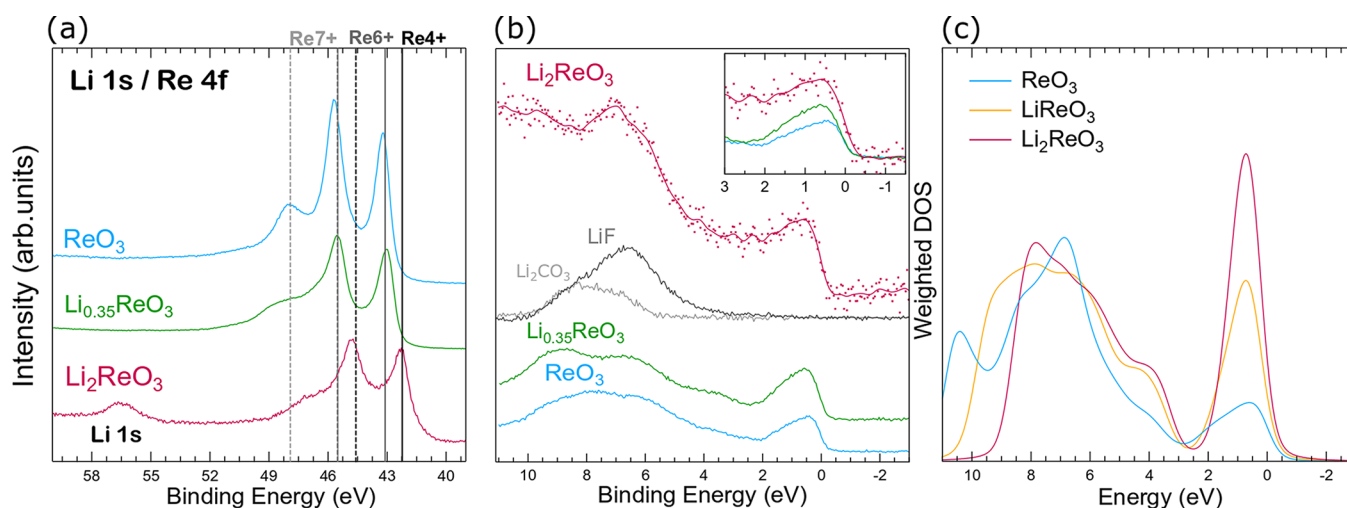 (a)
Re7+ Re6+ Re4+
Li 1s / Re 4f
ReO₃
Li₀.₃₅ReO₃
Li₂ReO₃
Li 1s
Intensity (arb.units)
58 55 52 49 46 43 40
Binding Energy (eV)
(b)
Li₂ReO₃
3 2 1 0 -1
LiF
Li₂CO₃
Li₀.₃₅ReO₃
ReO₃
10 8 6 4 2 0
Binding Energy (eV)
(c)
ReO₃
LiReO₃
Li₂ReO₃
Weighted DOS
10 8 6 4 2 0 -2
Energy (eV)